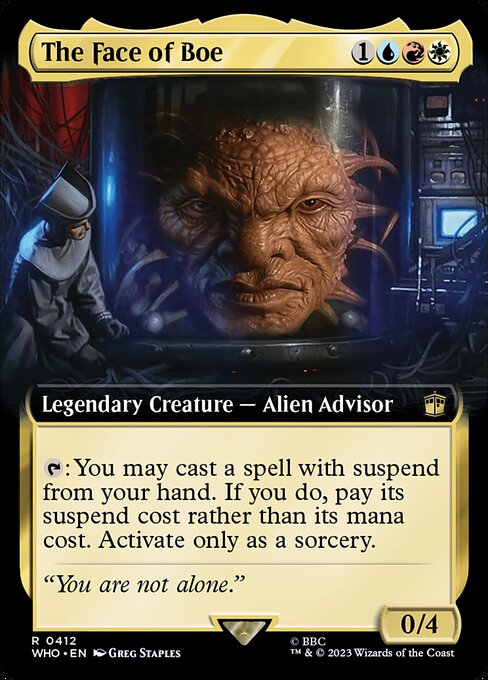 The Face of Boe 1
Legendary Creature — Alien Advisor
: You may cast a spell with suspend
from your hand. If you do, pay its
suspend cost rather than its mana
cost. Activate only as a sorcery.
“You are not alone.”
0/4
R 0412
WHO • EN Greg Staples
© BBC
™ & © 2023 Wizards of the Coast